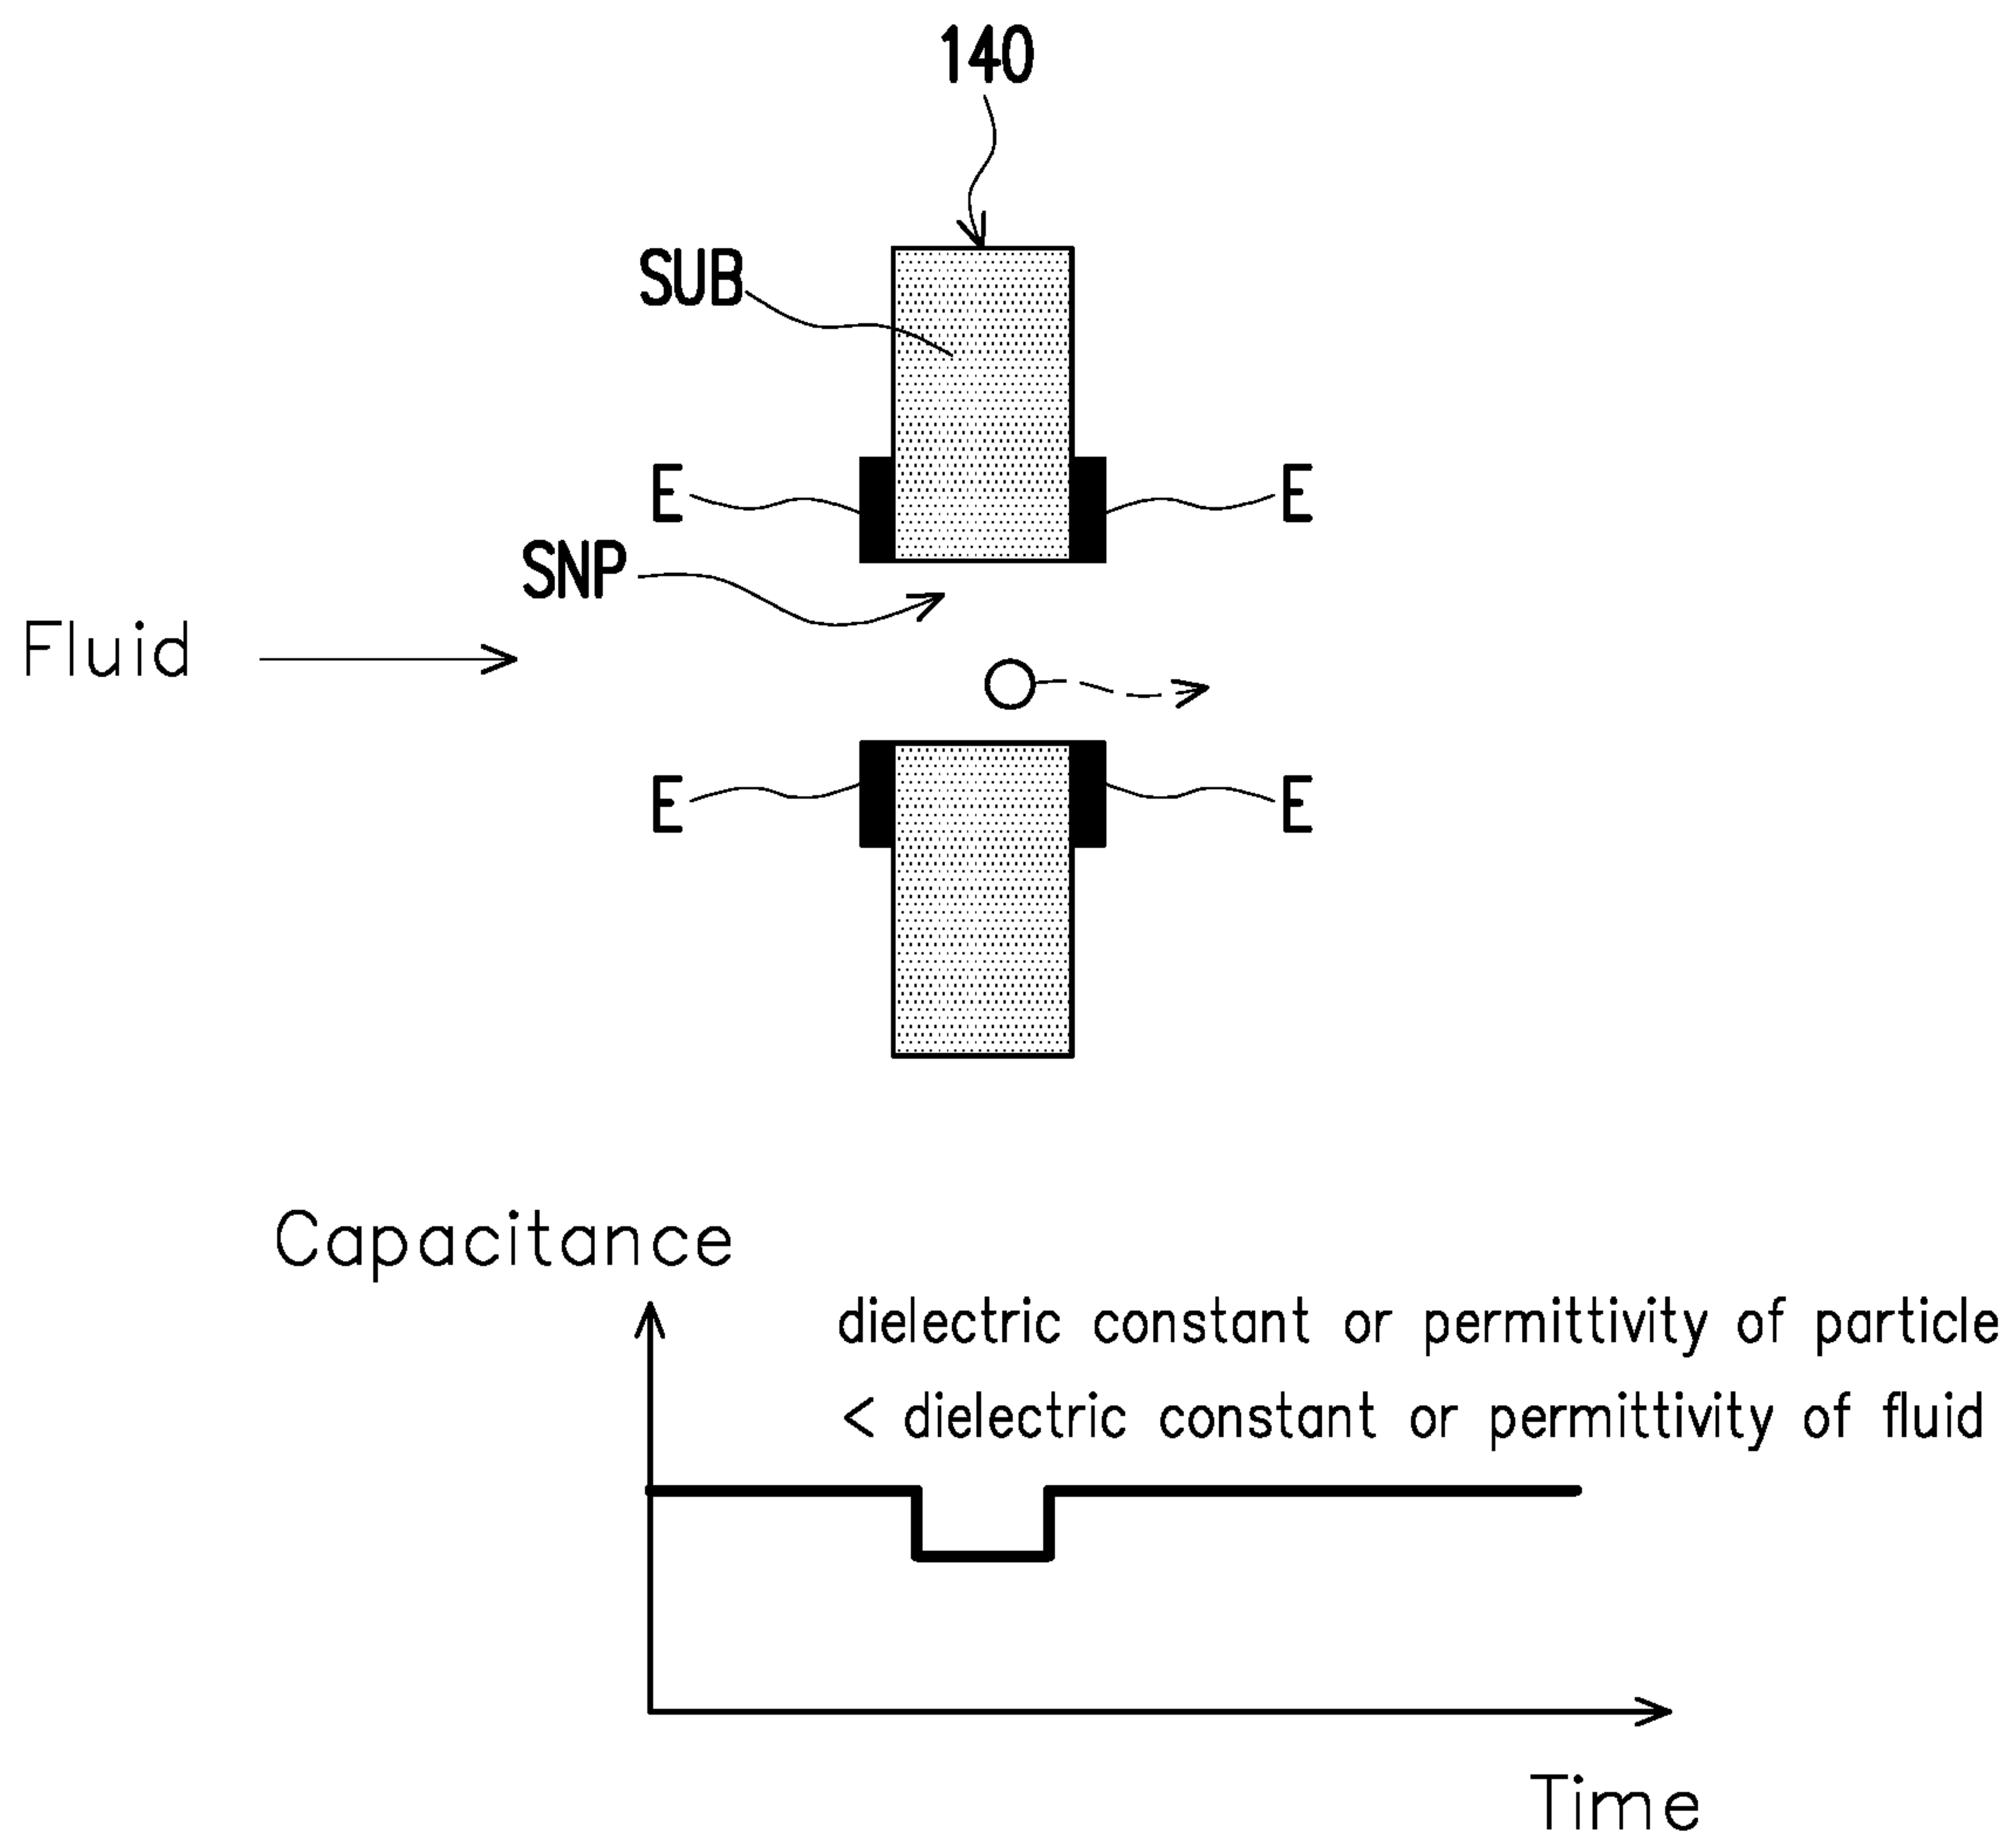 140
SUB
E
E
SNP
Fluid
E
E
Capacitance
dielectric constant or permittivity of particle
< dielectric constant or permittivity of fluid
Time